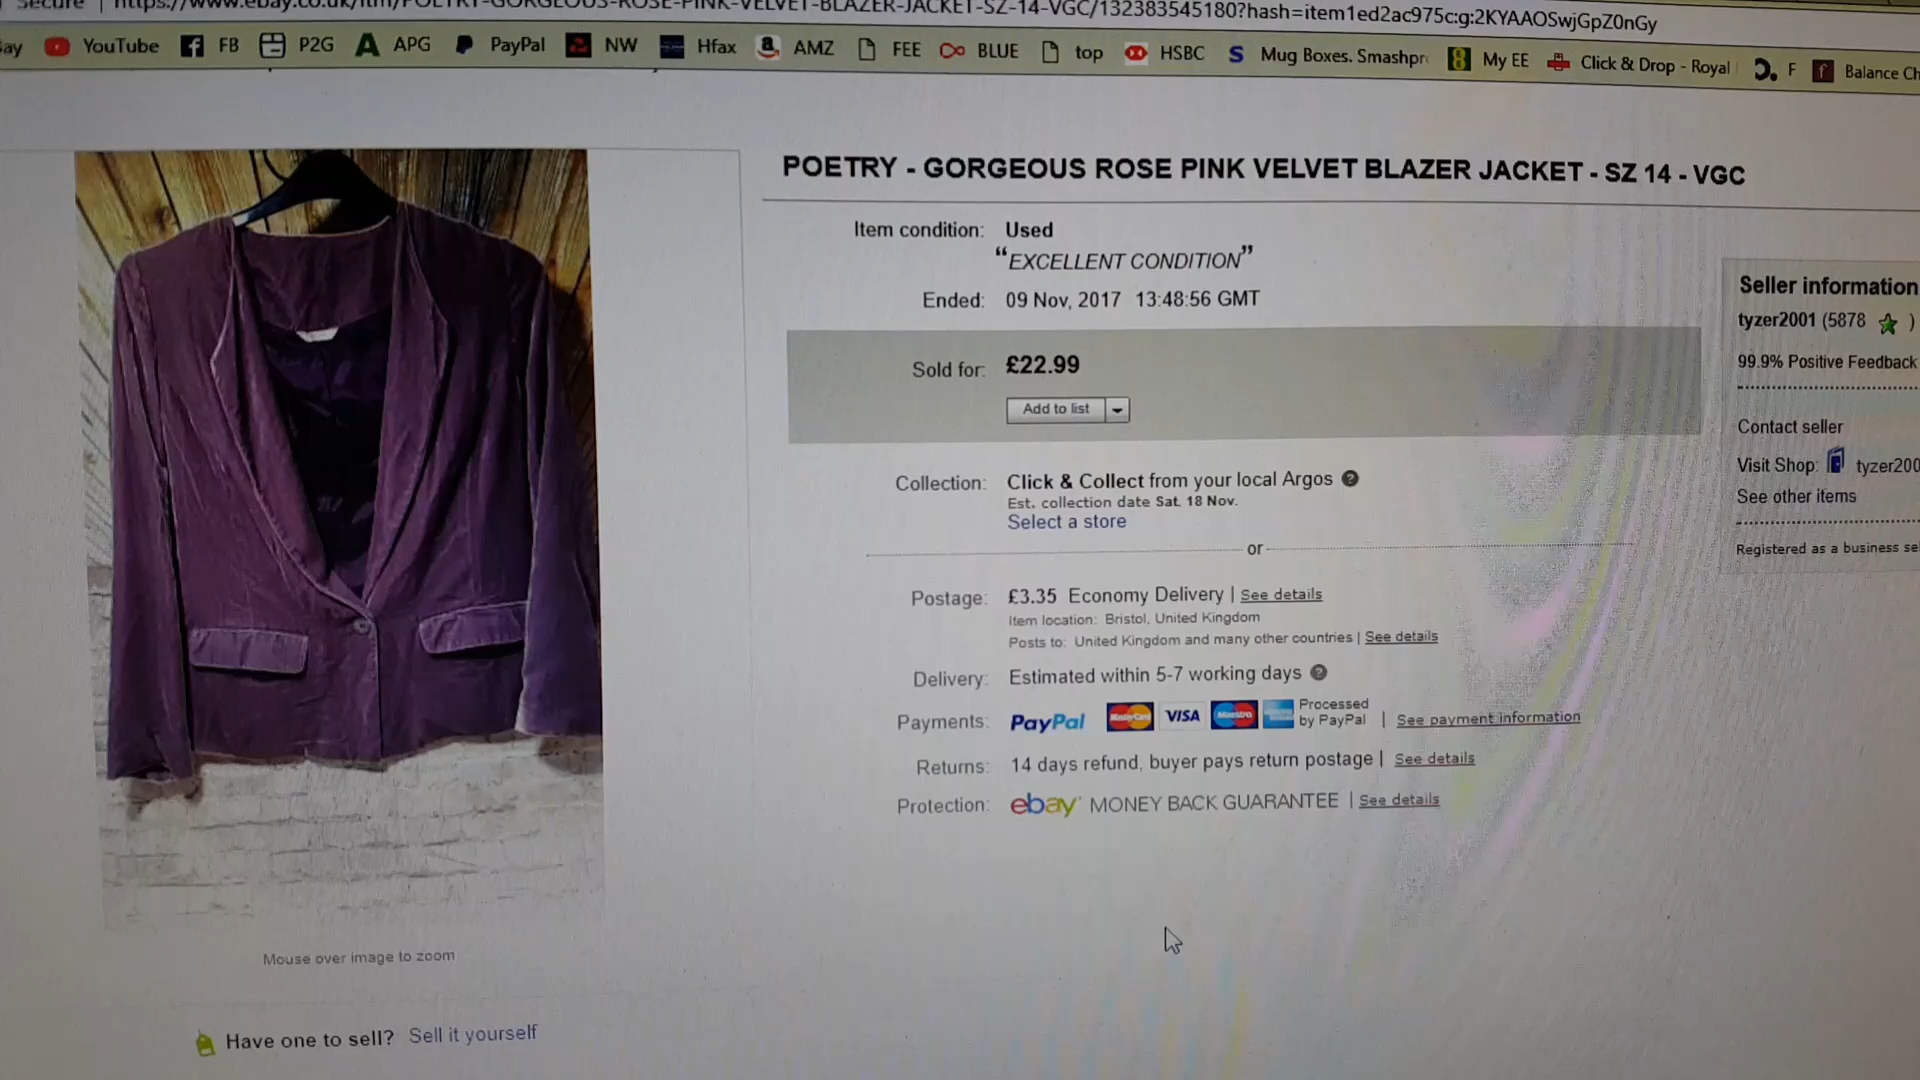 Secure | https://www.ebay.co.uk/itm/POETRY-GORGEOUS-ROSE-PINK-VELVET-BLAZER-JACKET-SZ-14-VGC/132383545180?hash=item1ed2ac975c:g:2KYAAOSwjGpZ0nGy
ay YouTube FB P2G APG PayPal NW Hfax AMZ FEE BLUE top HSBC Mug Boxes. Smashpr My EE Click & Drop - Royal F Balance Ch
POETRY - GORGEOUS ROSE PINK VELVET BLAZER JACKET - SZ 14 - VGC
Item condition: Used
“EXCELLENT CONDITION”
Ended: 09 Nov, 2017 13:48:56 GMT
Sold for: £22.99
Add to list
Collection: Click & Collect from your local Argos
Est. collection date Sat. 18 Nov.
Select a store
or
Postage: £3.35 Economy Delivery | See details
Item location: Bristol, United Kingdom
Posts to: United Kingdom and many other countries | See details
Delivery: Estimated within 5-7 working days
Payments: PayPal MasterCard VISA Maestro Processed by PayPal | See payment information
Returns: 14 days refund, buyer pays return postage | See details
Protection: ebay MONEY BACK GUARANTEE | See details
Seller information
tyzer2001 (5878 )
99.9% Positive Feedback
Contact seller
Visit Shop: tyzer200
See other items
Registered as a business se
Mouse over image to zoom
Have one to sell? Sell it yourself